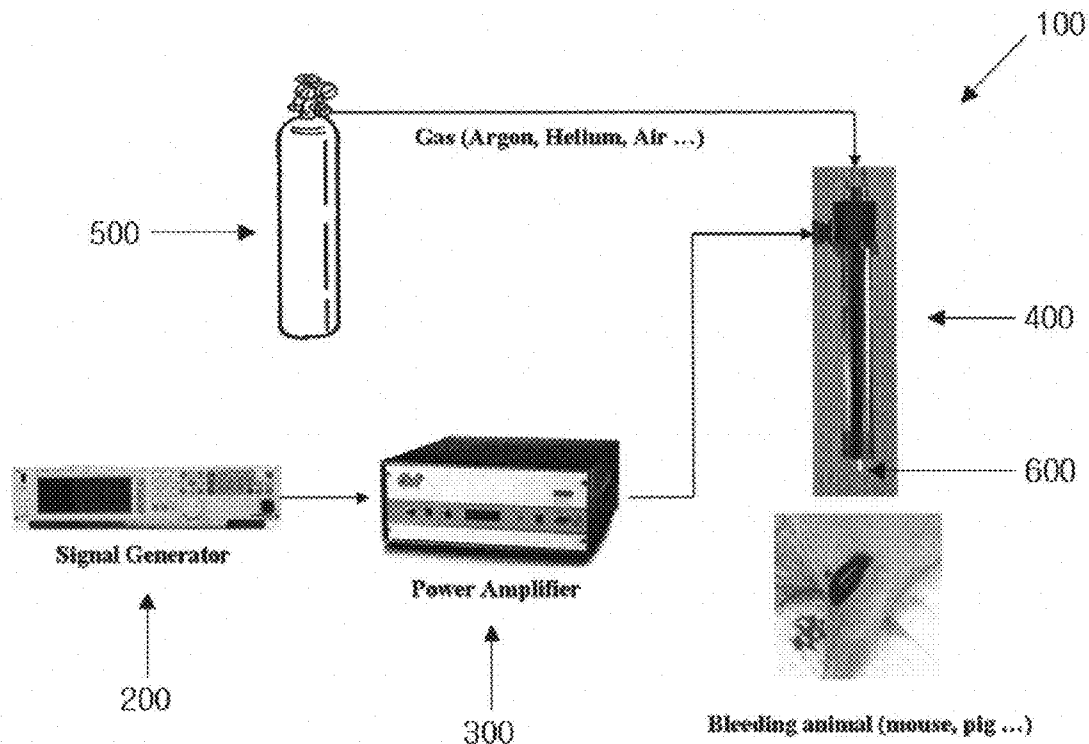 100
Gas (Argon, Helium, Air ...)
500
400
600
Signal Generator
Power Amplifier
200
300
Bleeding animal (mouse, pig ...)